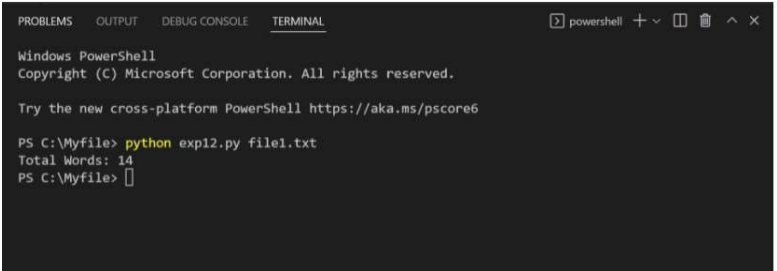 PROBLEMS OUTPUT DEBUG CONSOLE TERMINAL powershell
Windows PowerShell
Copyright (C) Microsoft Corporation. All rights reserved.
Try the new cross-platform PowerShell https://aka.ms/pscore6
PS C:\Myfile> python exp12.py file1.txt
Total Words: 14
PS C:\Myfile>